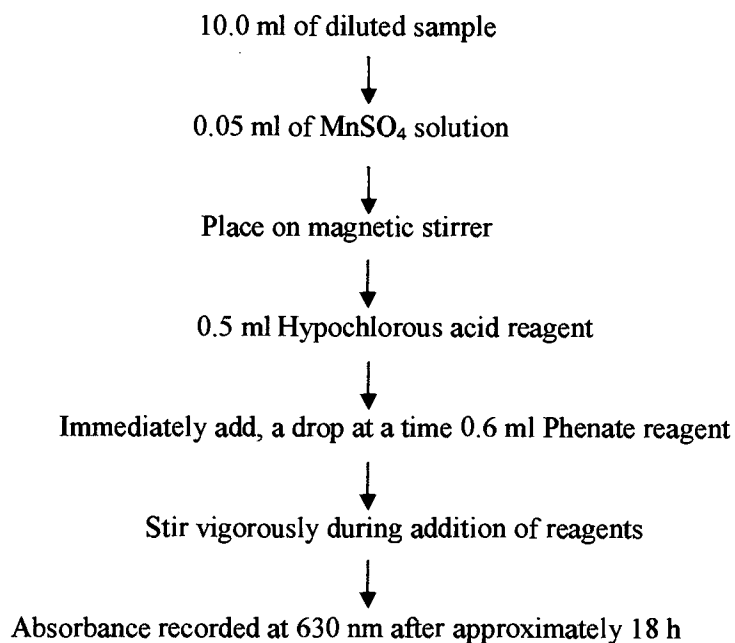 10.0 ml of diluted sample
0.05 ml of MnSO₄ solution
Place on magnetic stirrer
0.5 ml Hypochlorous acid reagent
Immediately add, a drop at a time 0.6 ml Phenate reagent
Stir vigorously during addition of reagents
Absorbance recorded at 630 nm after approximately 18 h